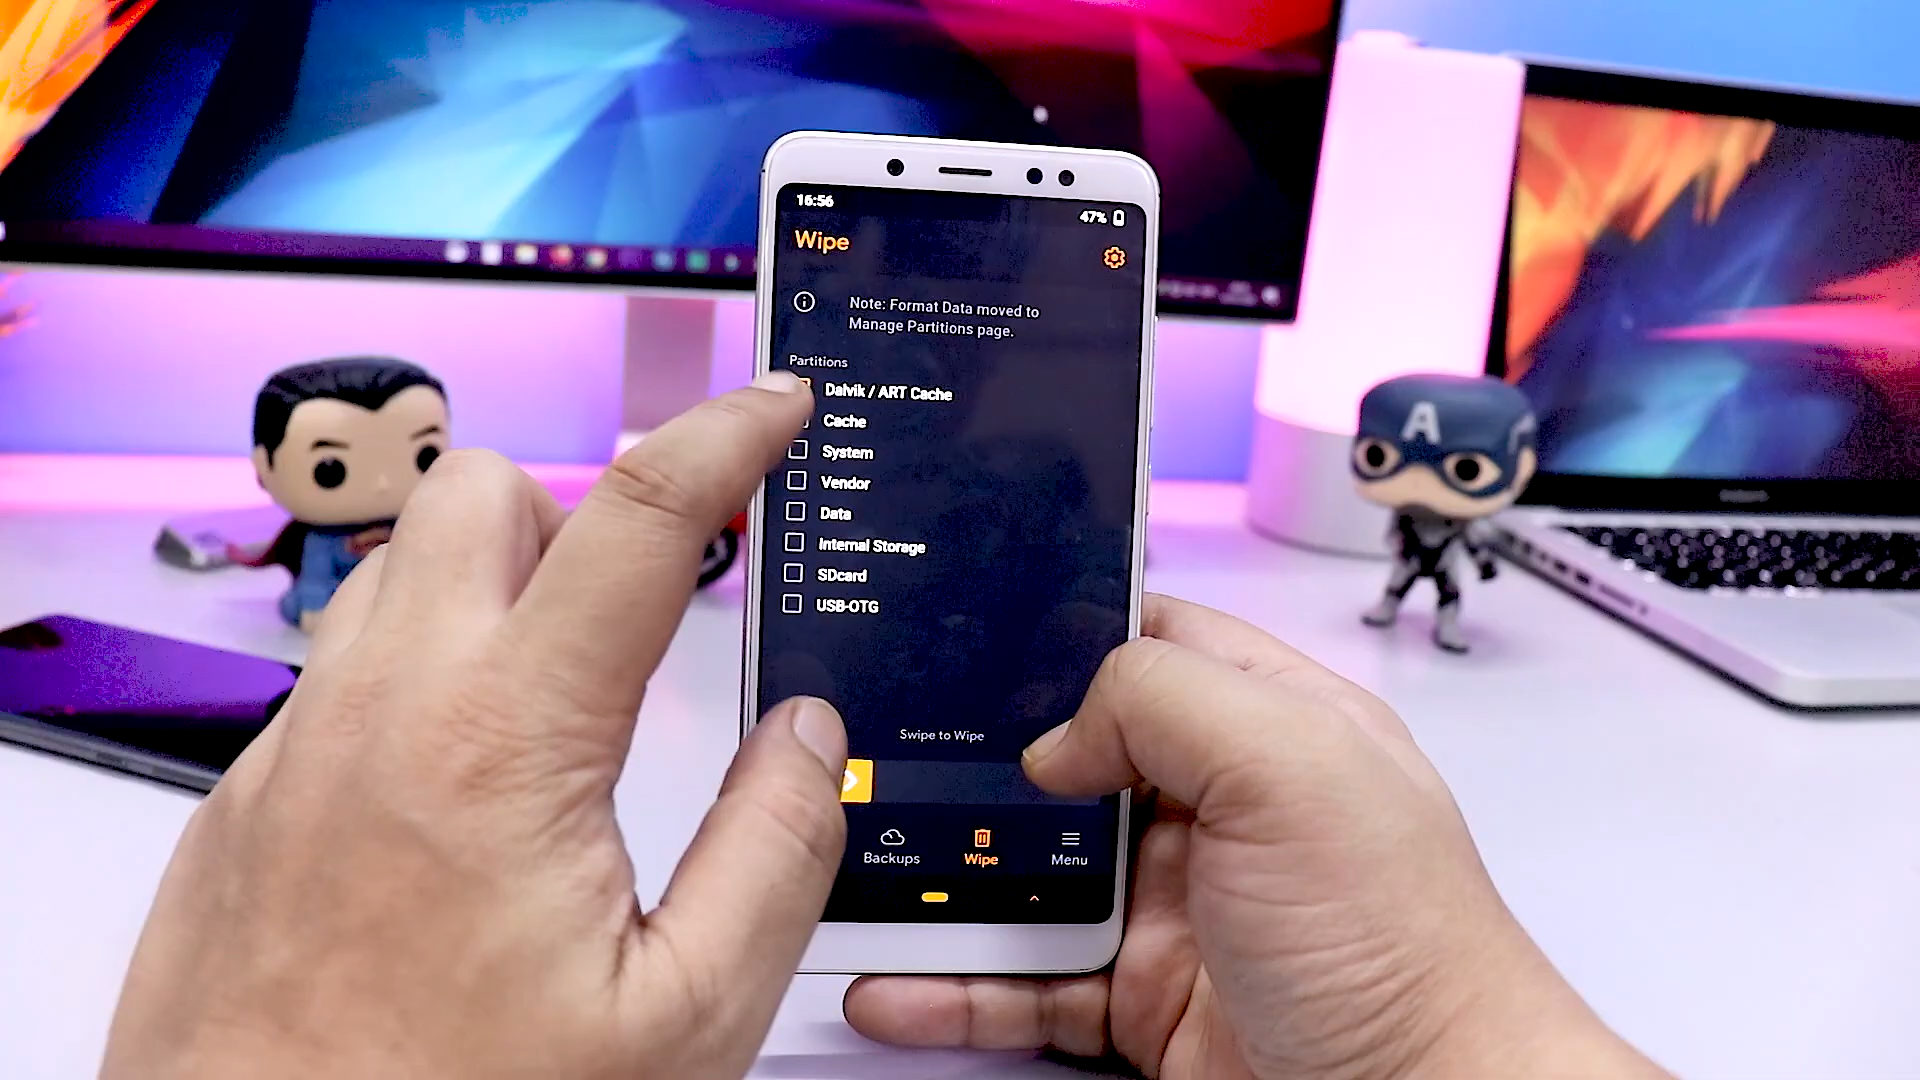 16:56
47%
Wipe
Note: Format Data moved to
Manage Partitions page.
Partitions
Dalvik / ART Cache
Cache
System
Vendor
Data
Internal Storage
SDcard
USB-OTG
Swipe to Wipe
Backups
Wipe
Menu
A